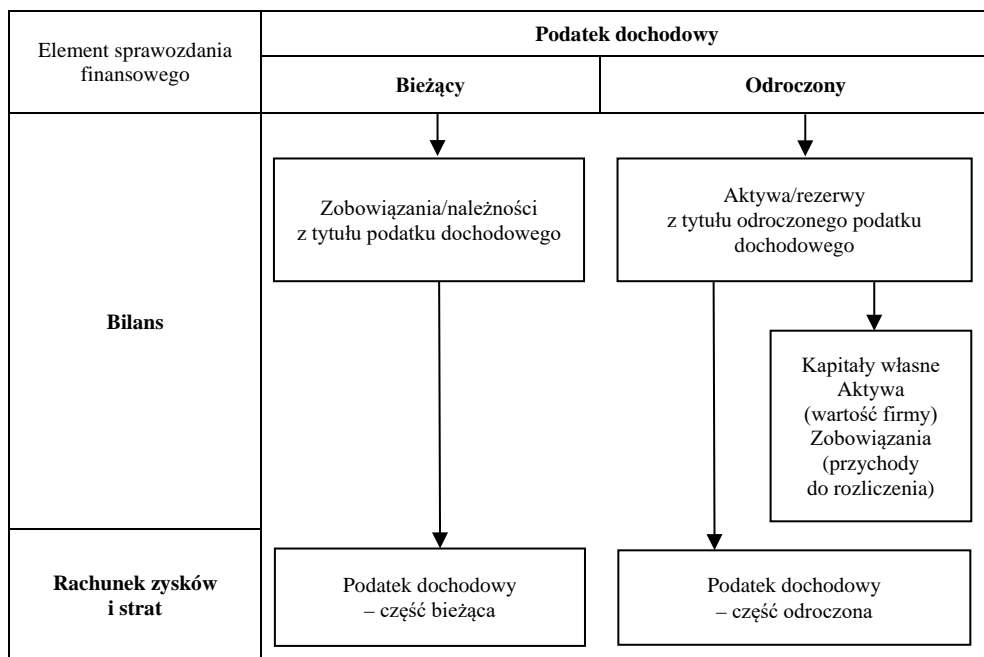 Element sprawozdania
finansowego
Podatek dochodowy
Bieżący
Odroczony
Bilans
Zobowiązania/należności
z tytułu podatku dochodowego
Aktywa/rezerwy
z tytułu odroczonego podatku
dochodowego
Kapitały własne
Aktywa
(wartość firmy)
Zobowiązania
(przychody
do rozliczenia)
Rachunek zysków
i strat
Podatek dochodowy
– część bieżąca
Podatek dochodowy
– część odroczona